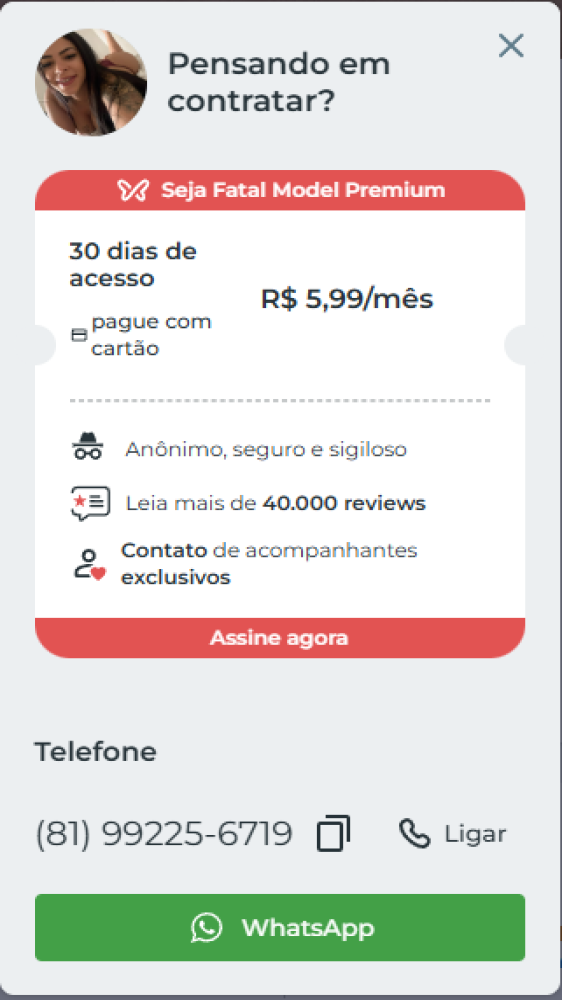 Pensando em
contratar?
Seja Fatal Model Premium
30 dias de
acesso
R$ 5,99/mês
pague com
cartão
Anônimo, seguro e sigiloso
Leia mais de 40.000 reviews
Contato de acompanhantes
exclusivos
Assine agora
Telefone
(81) 99225-6719
Ligar
WhatsApp